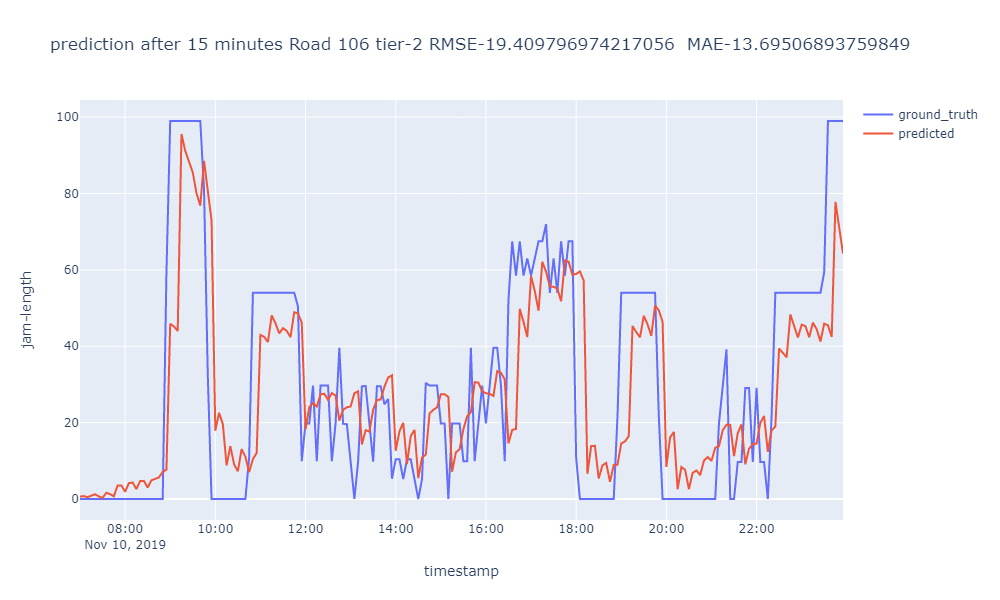 prediction after 15 minutes Road 106 tier-2 RMSE-19.409796974217056  MAE-13.69506893759849
ground_truth
predicted
100
80
60
40
20
0
jam-length
08:00 10:00 12:00 14:00 16:00 18:00 20:00 22:00
Nov 10, 2019
timestamp